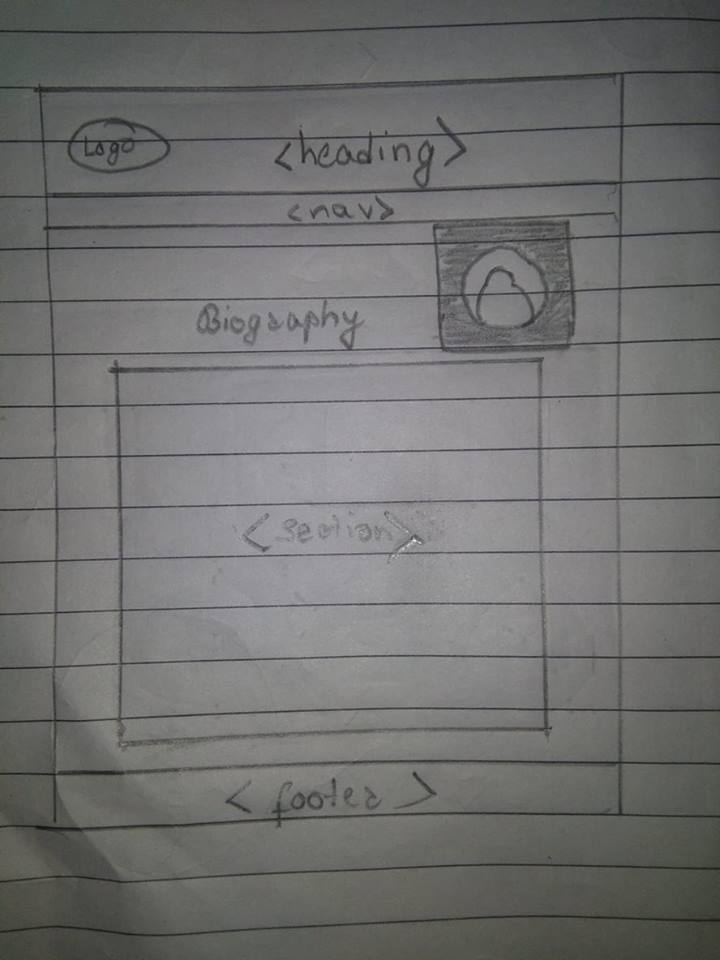 Logo
<heading>
<nav>
Biography
<section>
<footer>